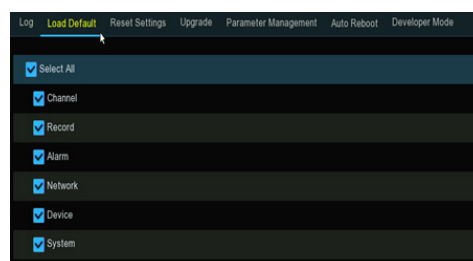 Log Load Default Reset Settings Upgrade Parameter Management Auto Reboot Developer Mode
Select All
Channel
Record
Alarm
Network
Device
System